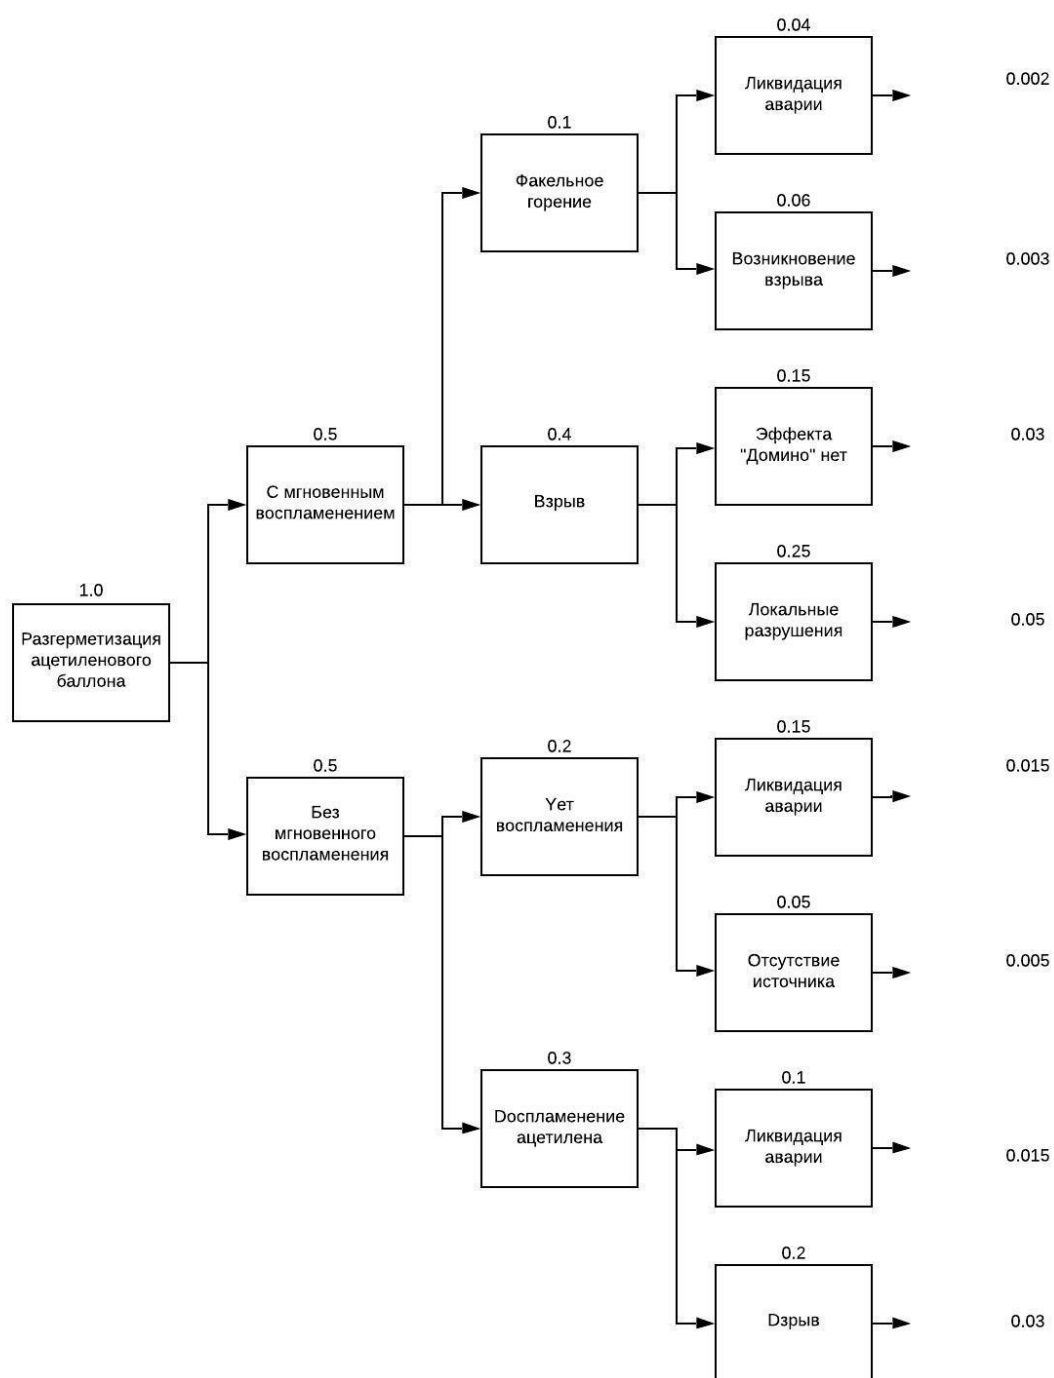 0.04
Ликвидация
аварии
0.002
0.1
Факельное
горение
0.06
Возникновение
взрыва
0.003
0.15
Эффекта
"Домино" нет
0.03
0.5
С мгновенным
воспламенением
0.4
Взрыв
0.25
Локальные
разрушения
0.05
1.0
Разгерметизация
ацетиленового
баллона
0.5
Без
мгновенного
воспламенения
0.2
Yет
воспламенения
0.15
Ликвидация
аварии
0.015
0.05
Отсутствие
источника
0.005
0.3
Dоспламенение
ацетилена
0.1
Ликвидация
аварии
0.015
0.2
Dзрыв
0.03